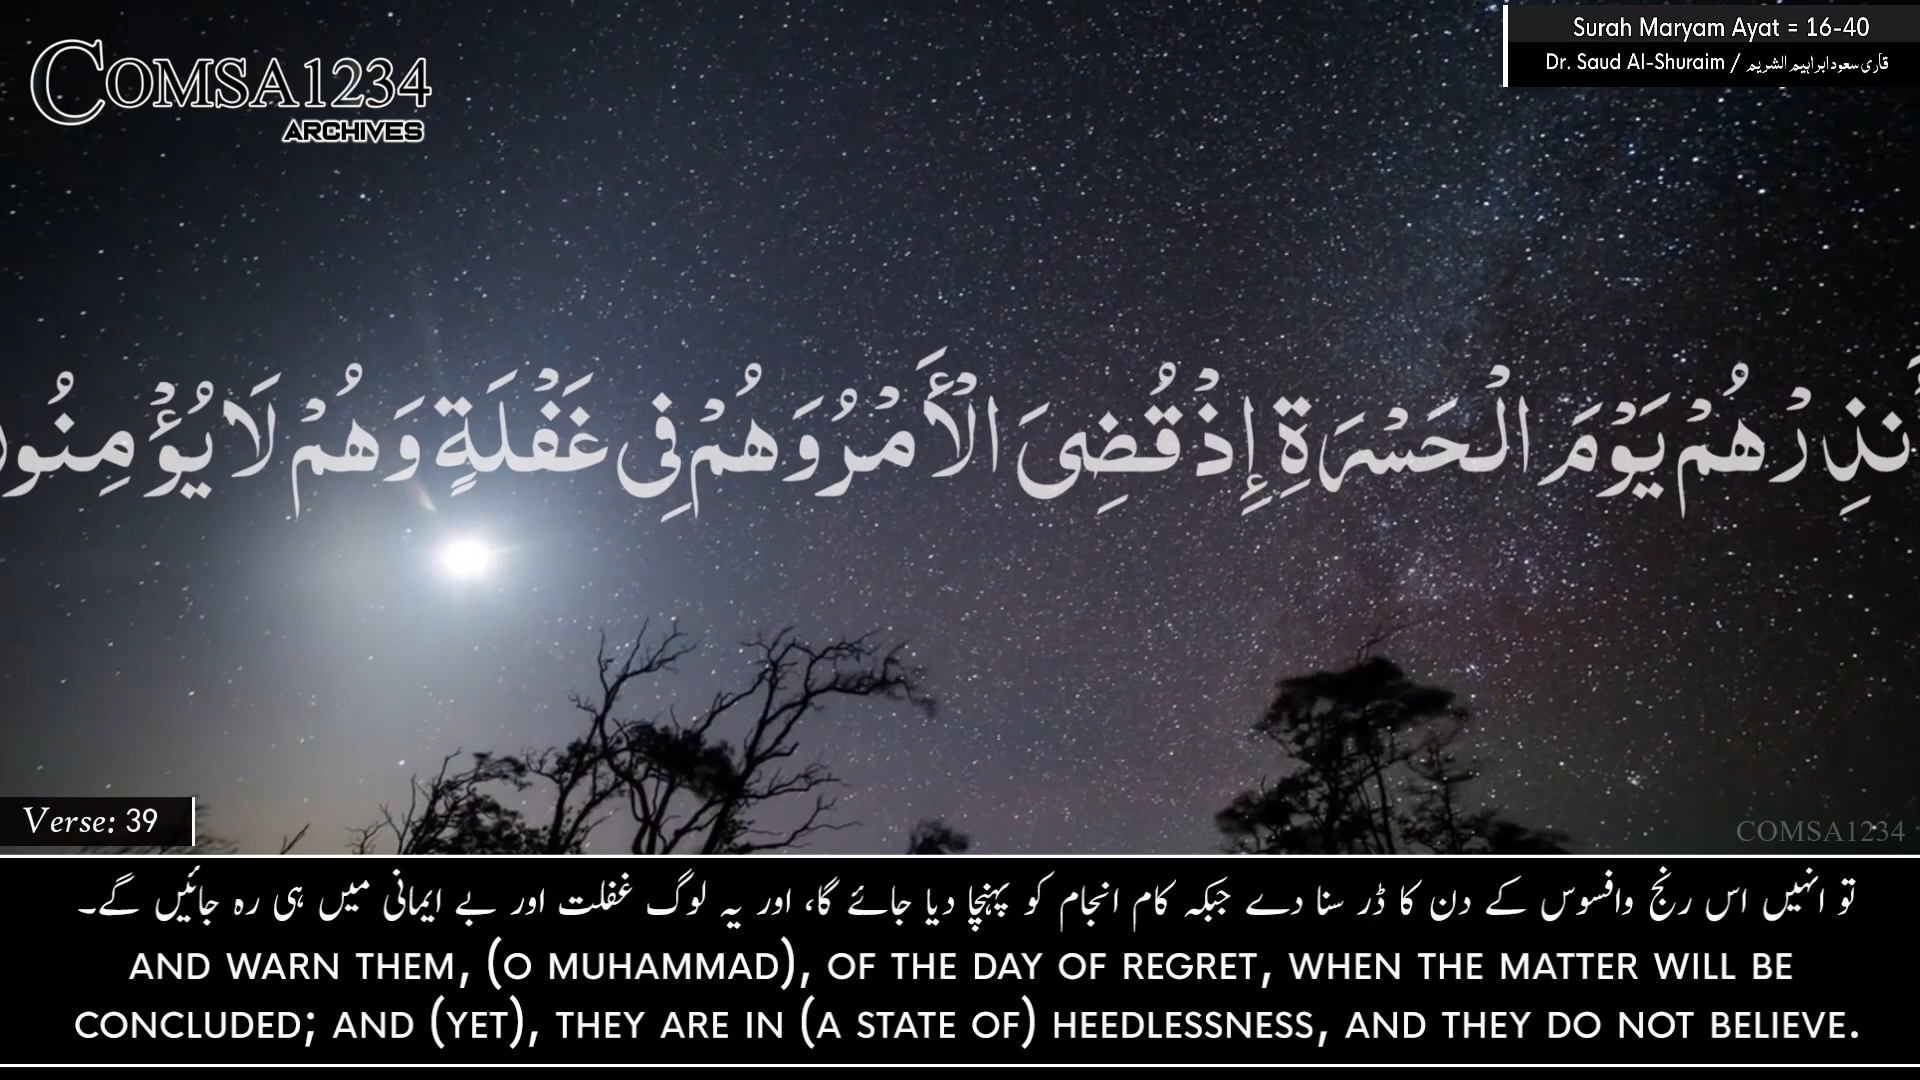 COMSA1234
ARCHIVES
Surah Maryam Ayat = 16-40
Dr. Saud Al-Shuraim / قاری سعود ابراہیم الشریم
نذِرْهُمْ يَوْمَ الْحَسْرَةِ إِذْ قُضِىَ الْأَمْرُ وَهُمْ فِى غَفْلَةٍ وَهُمْ لَا يُؤْمِنُو
Verse: 39
COMSA1234
تو انہیں اس رنج وافسوس کے دن کا ڈر سنا دے جبکہ کام انجام کو پہنچا دیا جائے گا، اور یہ لوگ غفلت اور بے ایمانی میں ہی رہ جائیں گے۔
AND WARN THEM, (O MUHAMMAD), OF THE DAY OF REGRET, WHEN THE MATTER WILL BE
CONCLUDED; AND (YET), THEY ARE IN (A STATE OF) HEEDLESSNESS, AND THEY DO NOT BELIEVE.